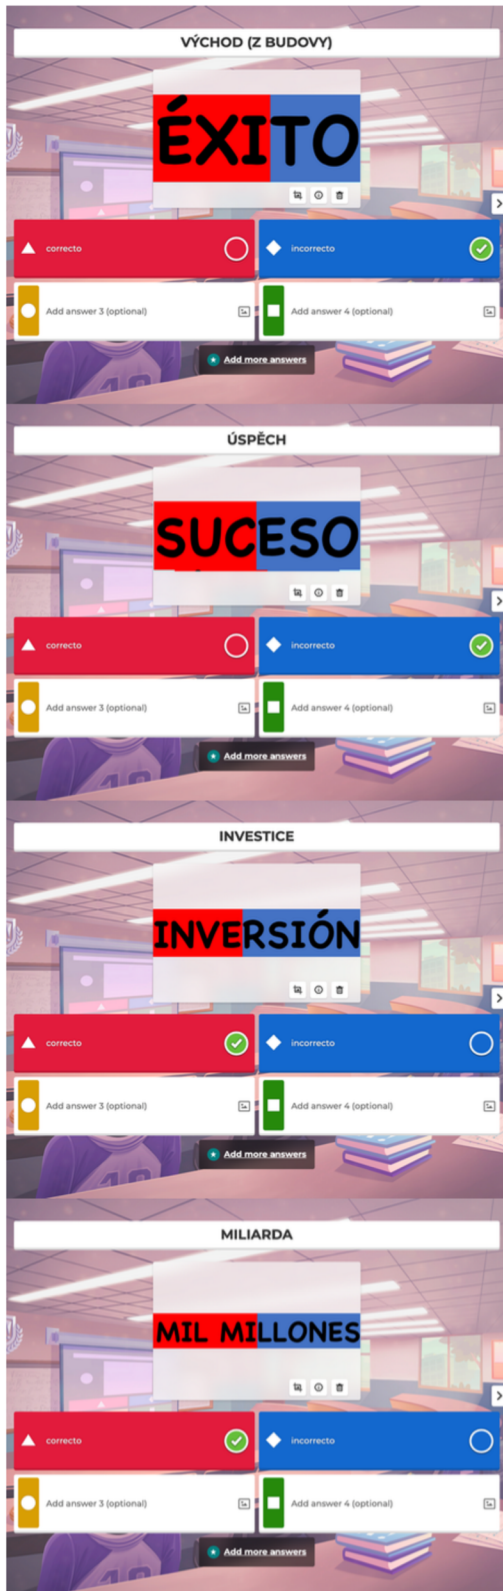 VÝCHOD (Z BUDOVY)
ÉXITO
correcto
incorrecto
Add answer 3 (optional)
Add answer 4 (optional)
Add more answers
ÚSPĚCH
SUCESO
correcto
incorrecto
Add answer 3 (optional)
Add answer 4 (optional)
Add more answers
INVESTICE
INVERSIÓN
correcto
incorrecto
Add answer 3 (optional)
Add answer 4 (optional)
Add more answers
MILIARDA
MIL MILLONES
correcto
incorrecto
Add answer 3 (optional)
Add answer 4 (optional)
Add more answers